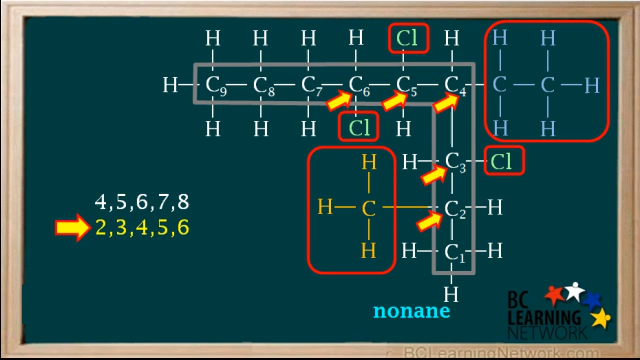 H H H H Cl H H H
H C9 C8 C7 C6 C5 C4 C C H
H H H Cl H H H
H H C3 Cl
4,5,6,7,8 H C C2 H
2,3,4,5,6
H H C1 H
H
nonane
BC
LEARNING
NETWORK
BCLearningNetwork.com